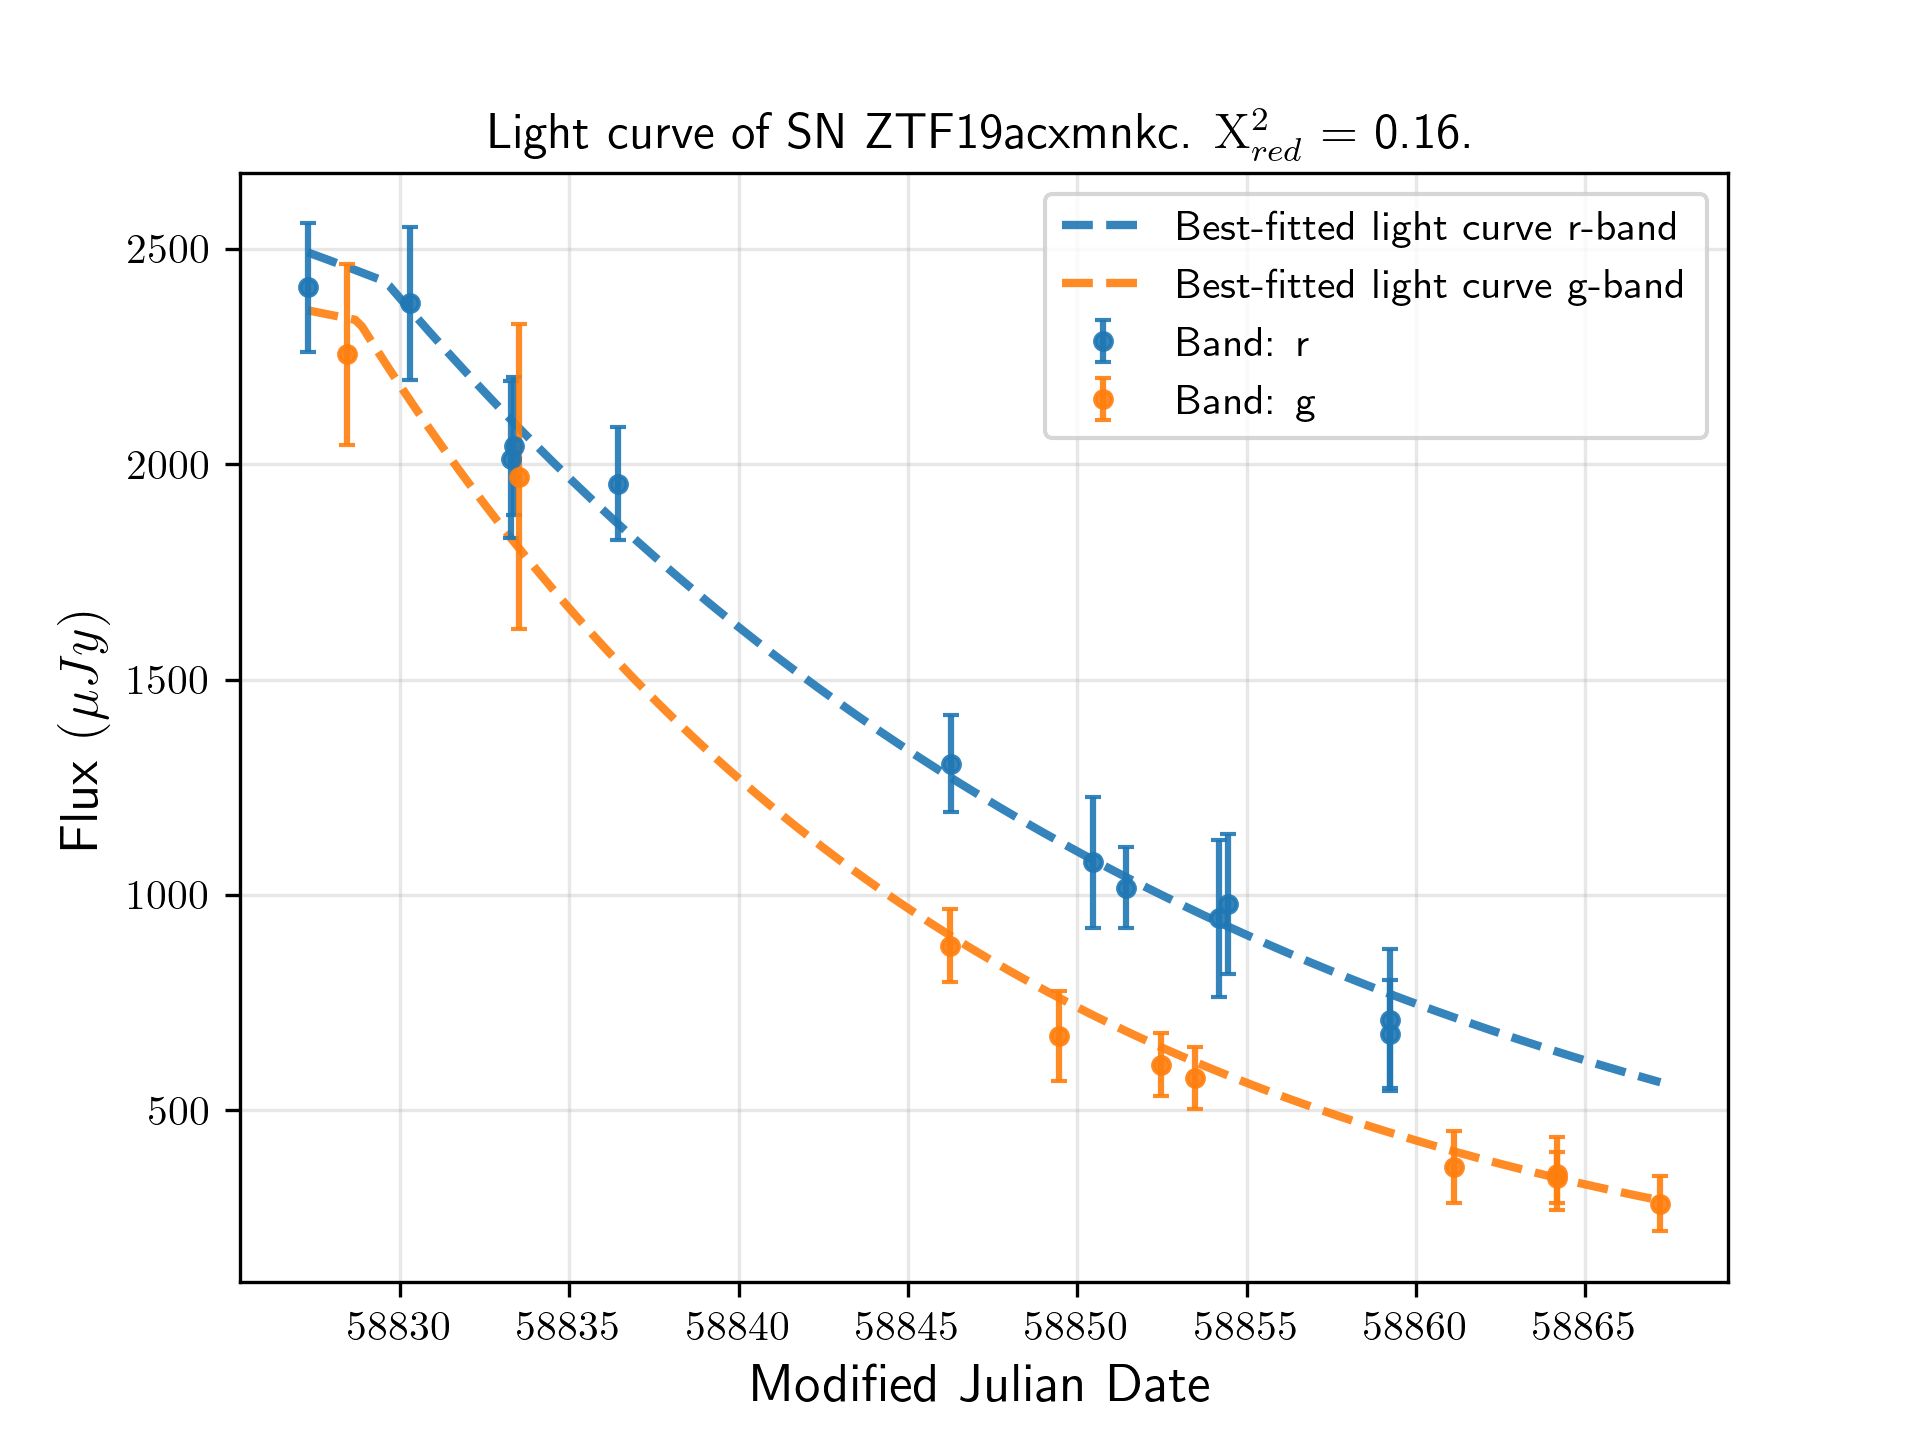 Light curve of SN ZTF19acxmnkc. X²red = 0.16.
Best-fitted light curve r-band
Best-fitted light curve g-band
Band: r
Band: g
2500
2000
1500
1000
500
Flux (μJy)
58830 58835 58840 58845 58850 58855 58860 58865
Modified Julian Date